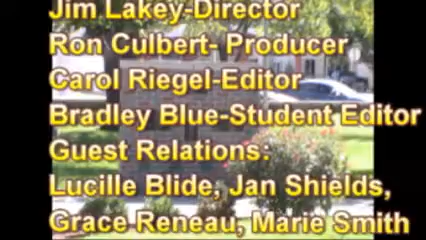 Jim Lakey-Director
Ron Culbert- Producer
Carol Riegel-Editor
Bradley Blue-Student Editor
Guest Relations:
Lucille Blide, Jan Shields,
Grace Reneau, Marie Smith